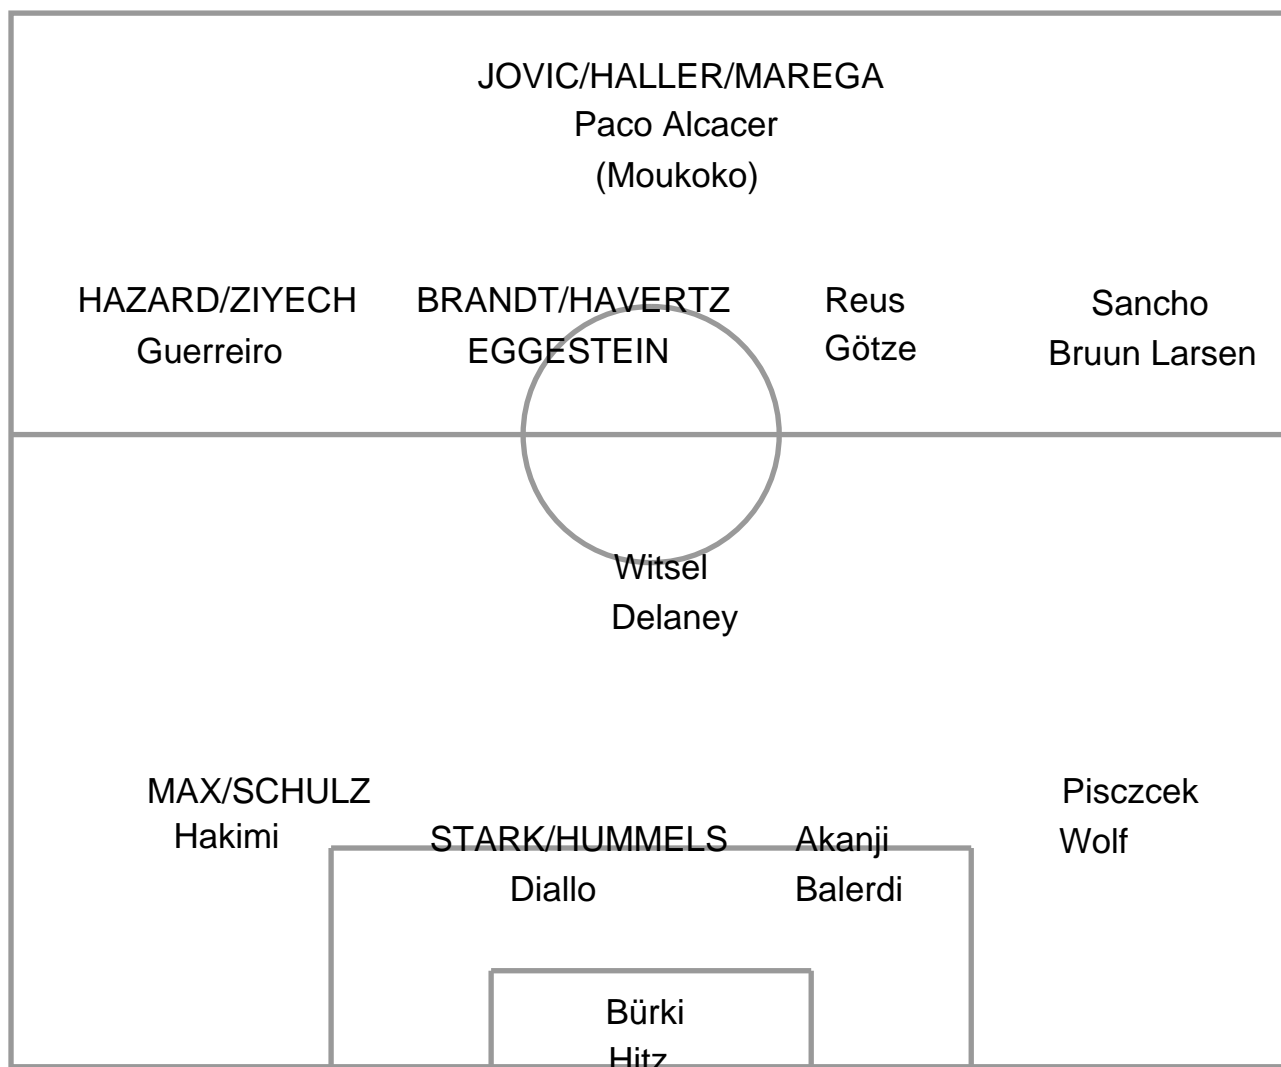 JOVIC/HALLER/MAREGA
Paco Alcacer
(Moukoko)
HAZARD/ZIYECH
Guerreiro
BRANDT/HAVERTZ
EGGESTEIN
Reus
Götze
Sancho
Bruun Larsen
Witsel
Delaney
MAX/SCHULZ
Hakimi
STARK/HUMMELS
Diallo
Akanji
Balerdi
Pisczcek
Wolf
Bürki
Hitz